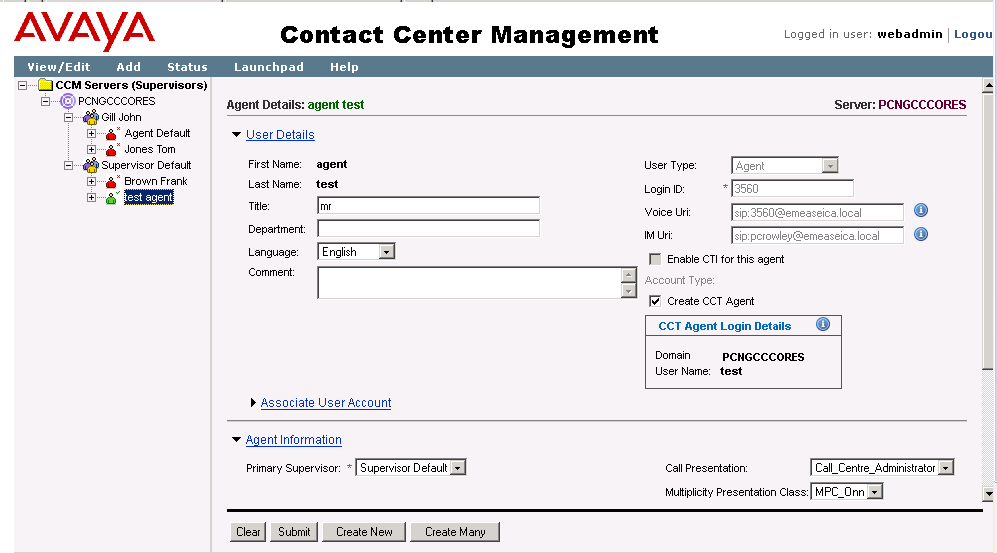 AVAYA
Contact Center Management
Logged in user: webadmin | Logou
View/Edit Add Status Launchpad Help
CCM Servers (Supervisors)
PCNGCCCORES
Gill John
Agent Default
Jones Tom
Supervisor Default
Brown Frank
test agent
Agent Details: agent test
Server: PCNGCCCORES
User Details
First Name: agent
Last Name: test
Title: mr
Department:
Language: English
Comment:
User Type: Agent
Login ID: * 3560
Voice Uri: sip:3560@emeaseica.local
IM Uri: sip:pcrowley@emeaseica.local
Enable CTI for this agent
Account Type:
Create CCT Agent
CCT Agent Login Details
Domain PCNGCCCORES
User Name: test
Associate User Account
Agent Information
Primary Supervisor: * Supervisor Default
Call Presentation: Call_Centre_Administrator
Multiplicity Presentation Class: MPC_Onn
Clear Submit Create New Create Many